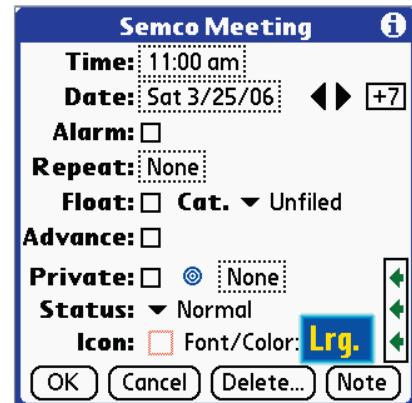 Semco Meeting i
Time: 11:00 am
Date: Sat 3/25/06 +7
Alarm:
Repeat: None
Float: Cat. Unfiled
Advance:
Private: None
Status: Normal
Icon: Font/Color: Lrg.
OK Cancel Delete... Note